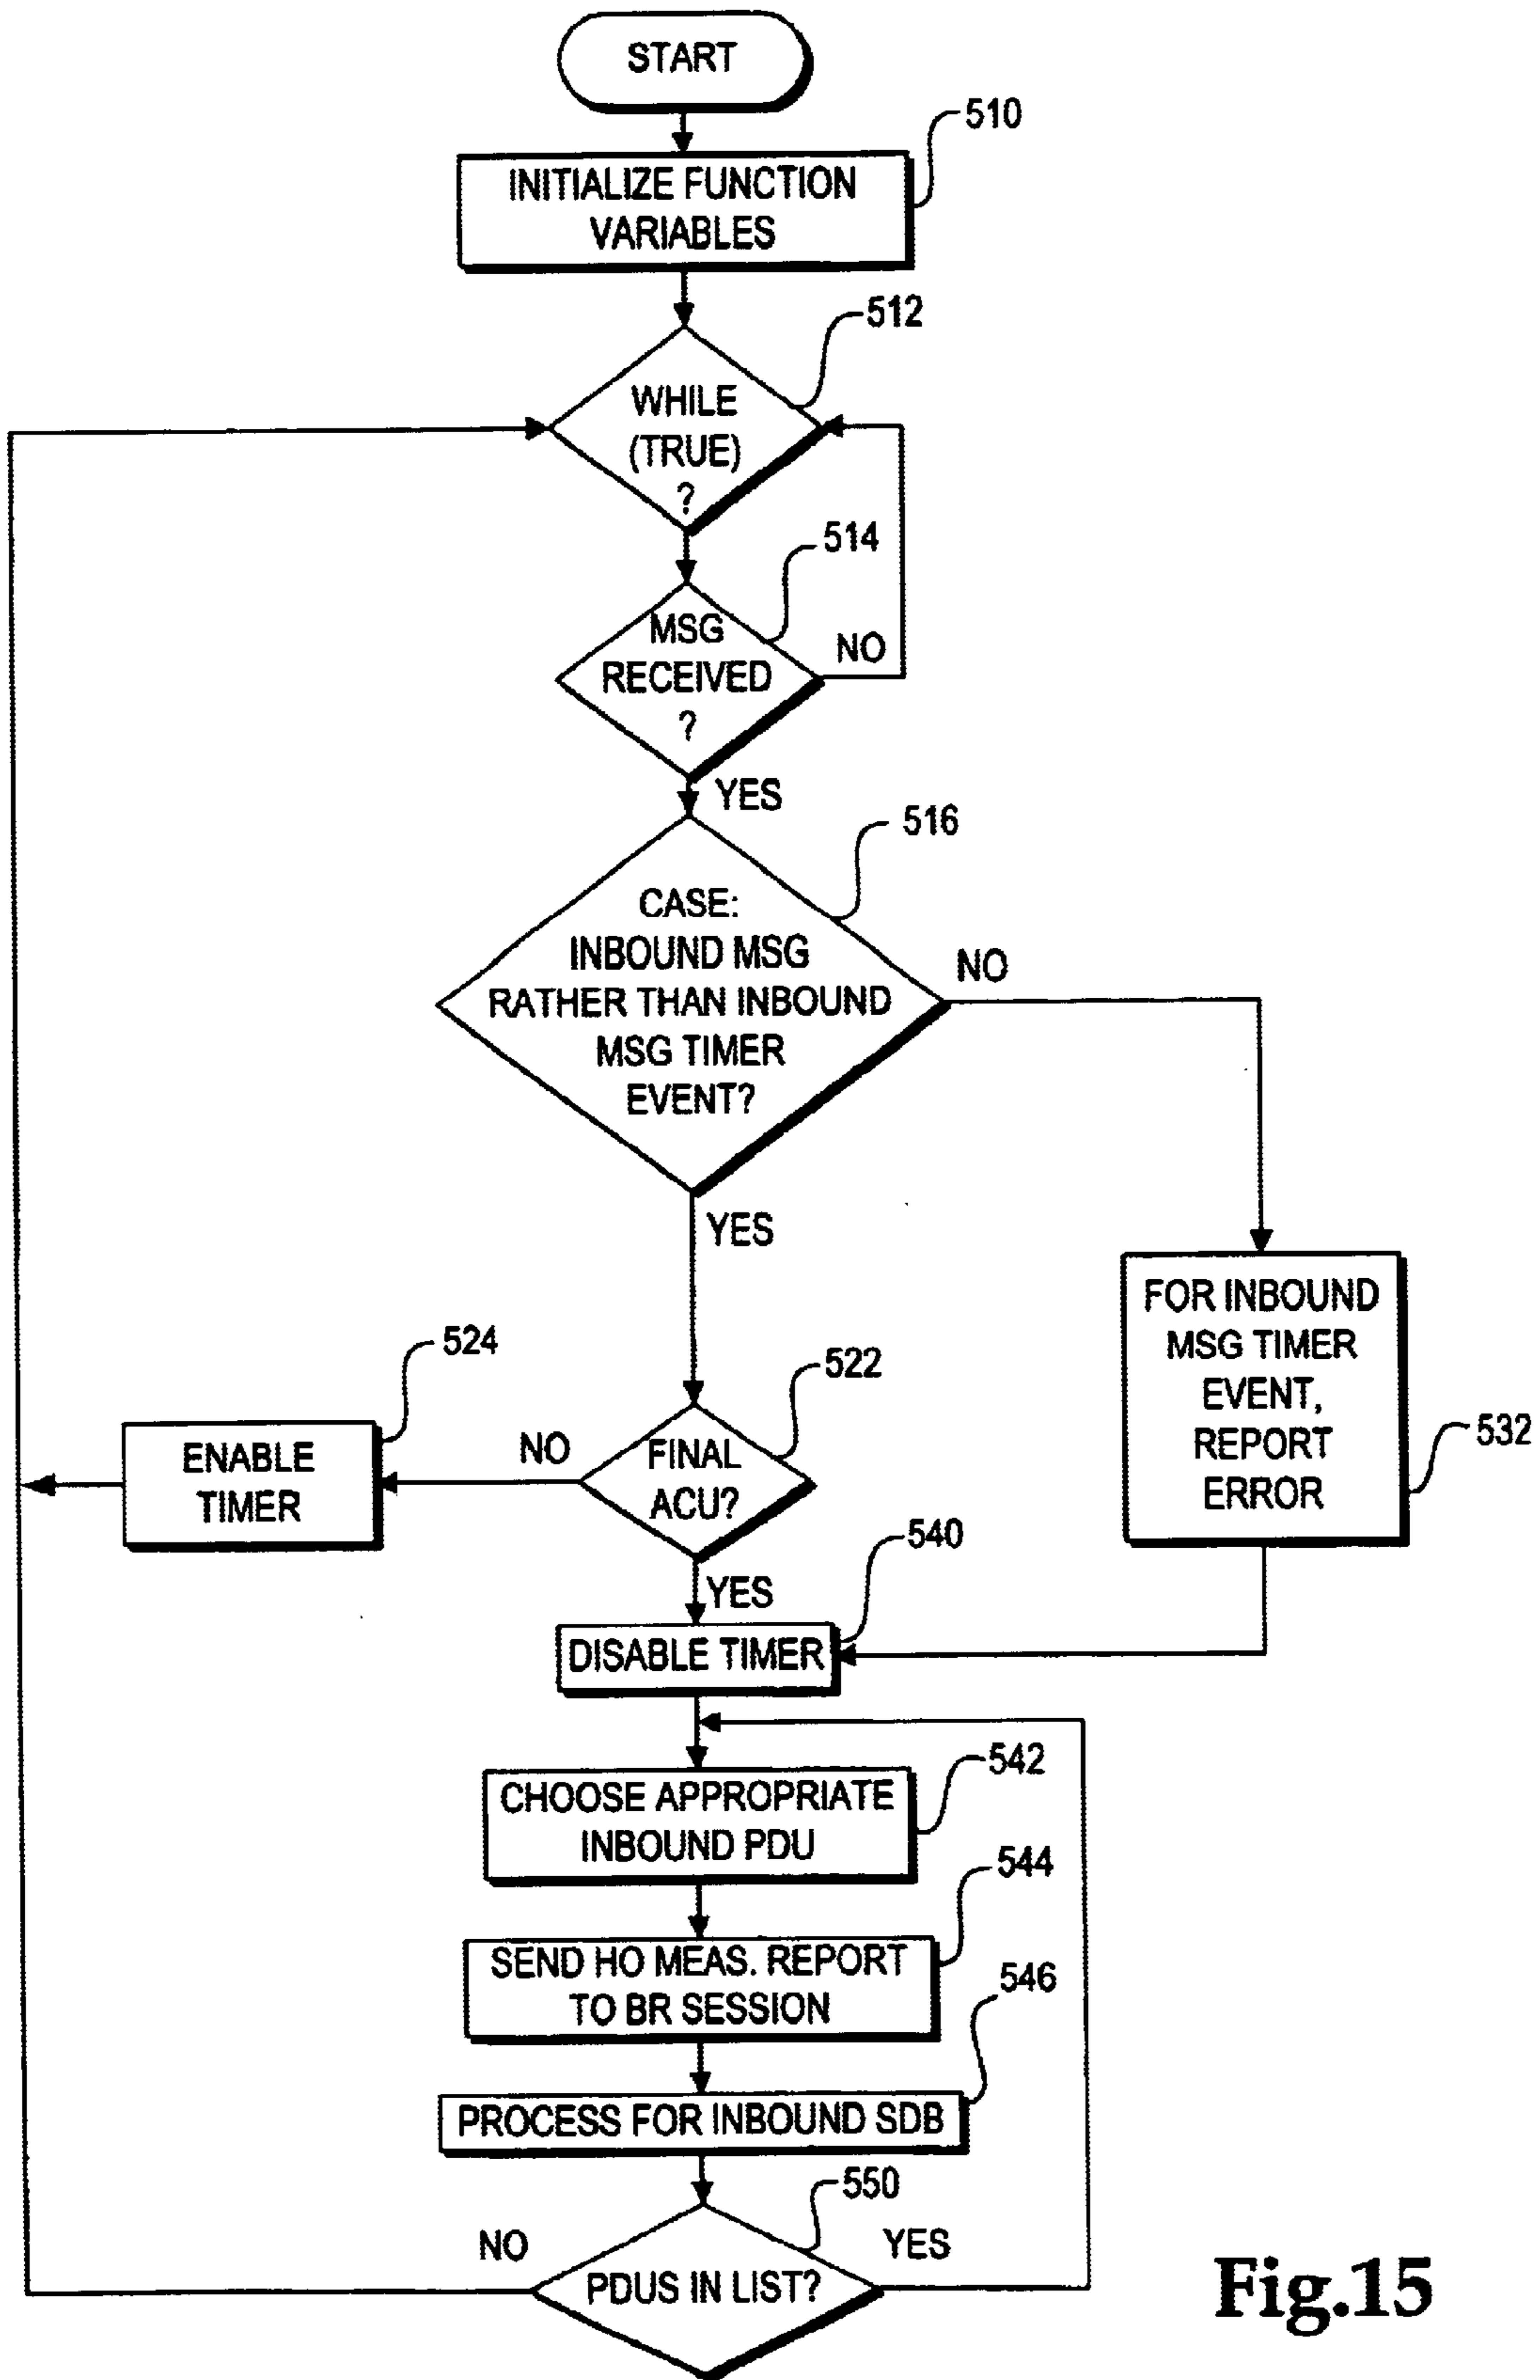 START
510
INITIALIZE FUNCTION
VARIABLES
512
WHILE
(TRUE)
?
514
MSG
RECEIVED
?
NO
YES
516
CASE:
INBOUND MSG
RATHER THAN INBOUND
MSG TIMER
EVENT?
NO
YES
FOR INBOUND
MSG TIMER
EVENT,
REPORT
ERROR
532
524
ENABLE
TIMER
NO
522
FINAL
ACU?
YES
540
DISABLE TIMER
542
CHOOSE APPROPRIATE
INBOUND PDU
544
SEND HO MEAS. REPORT
TO BR SESSION
546
PROCESS FOR INBOUND SDB
550
NO
YES
PDUS IN LIST?
Fig.15